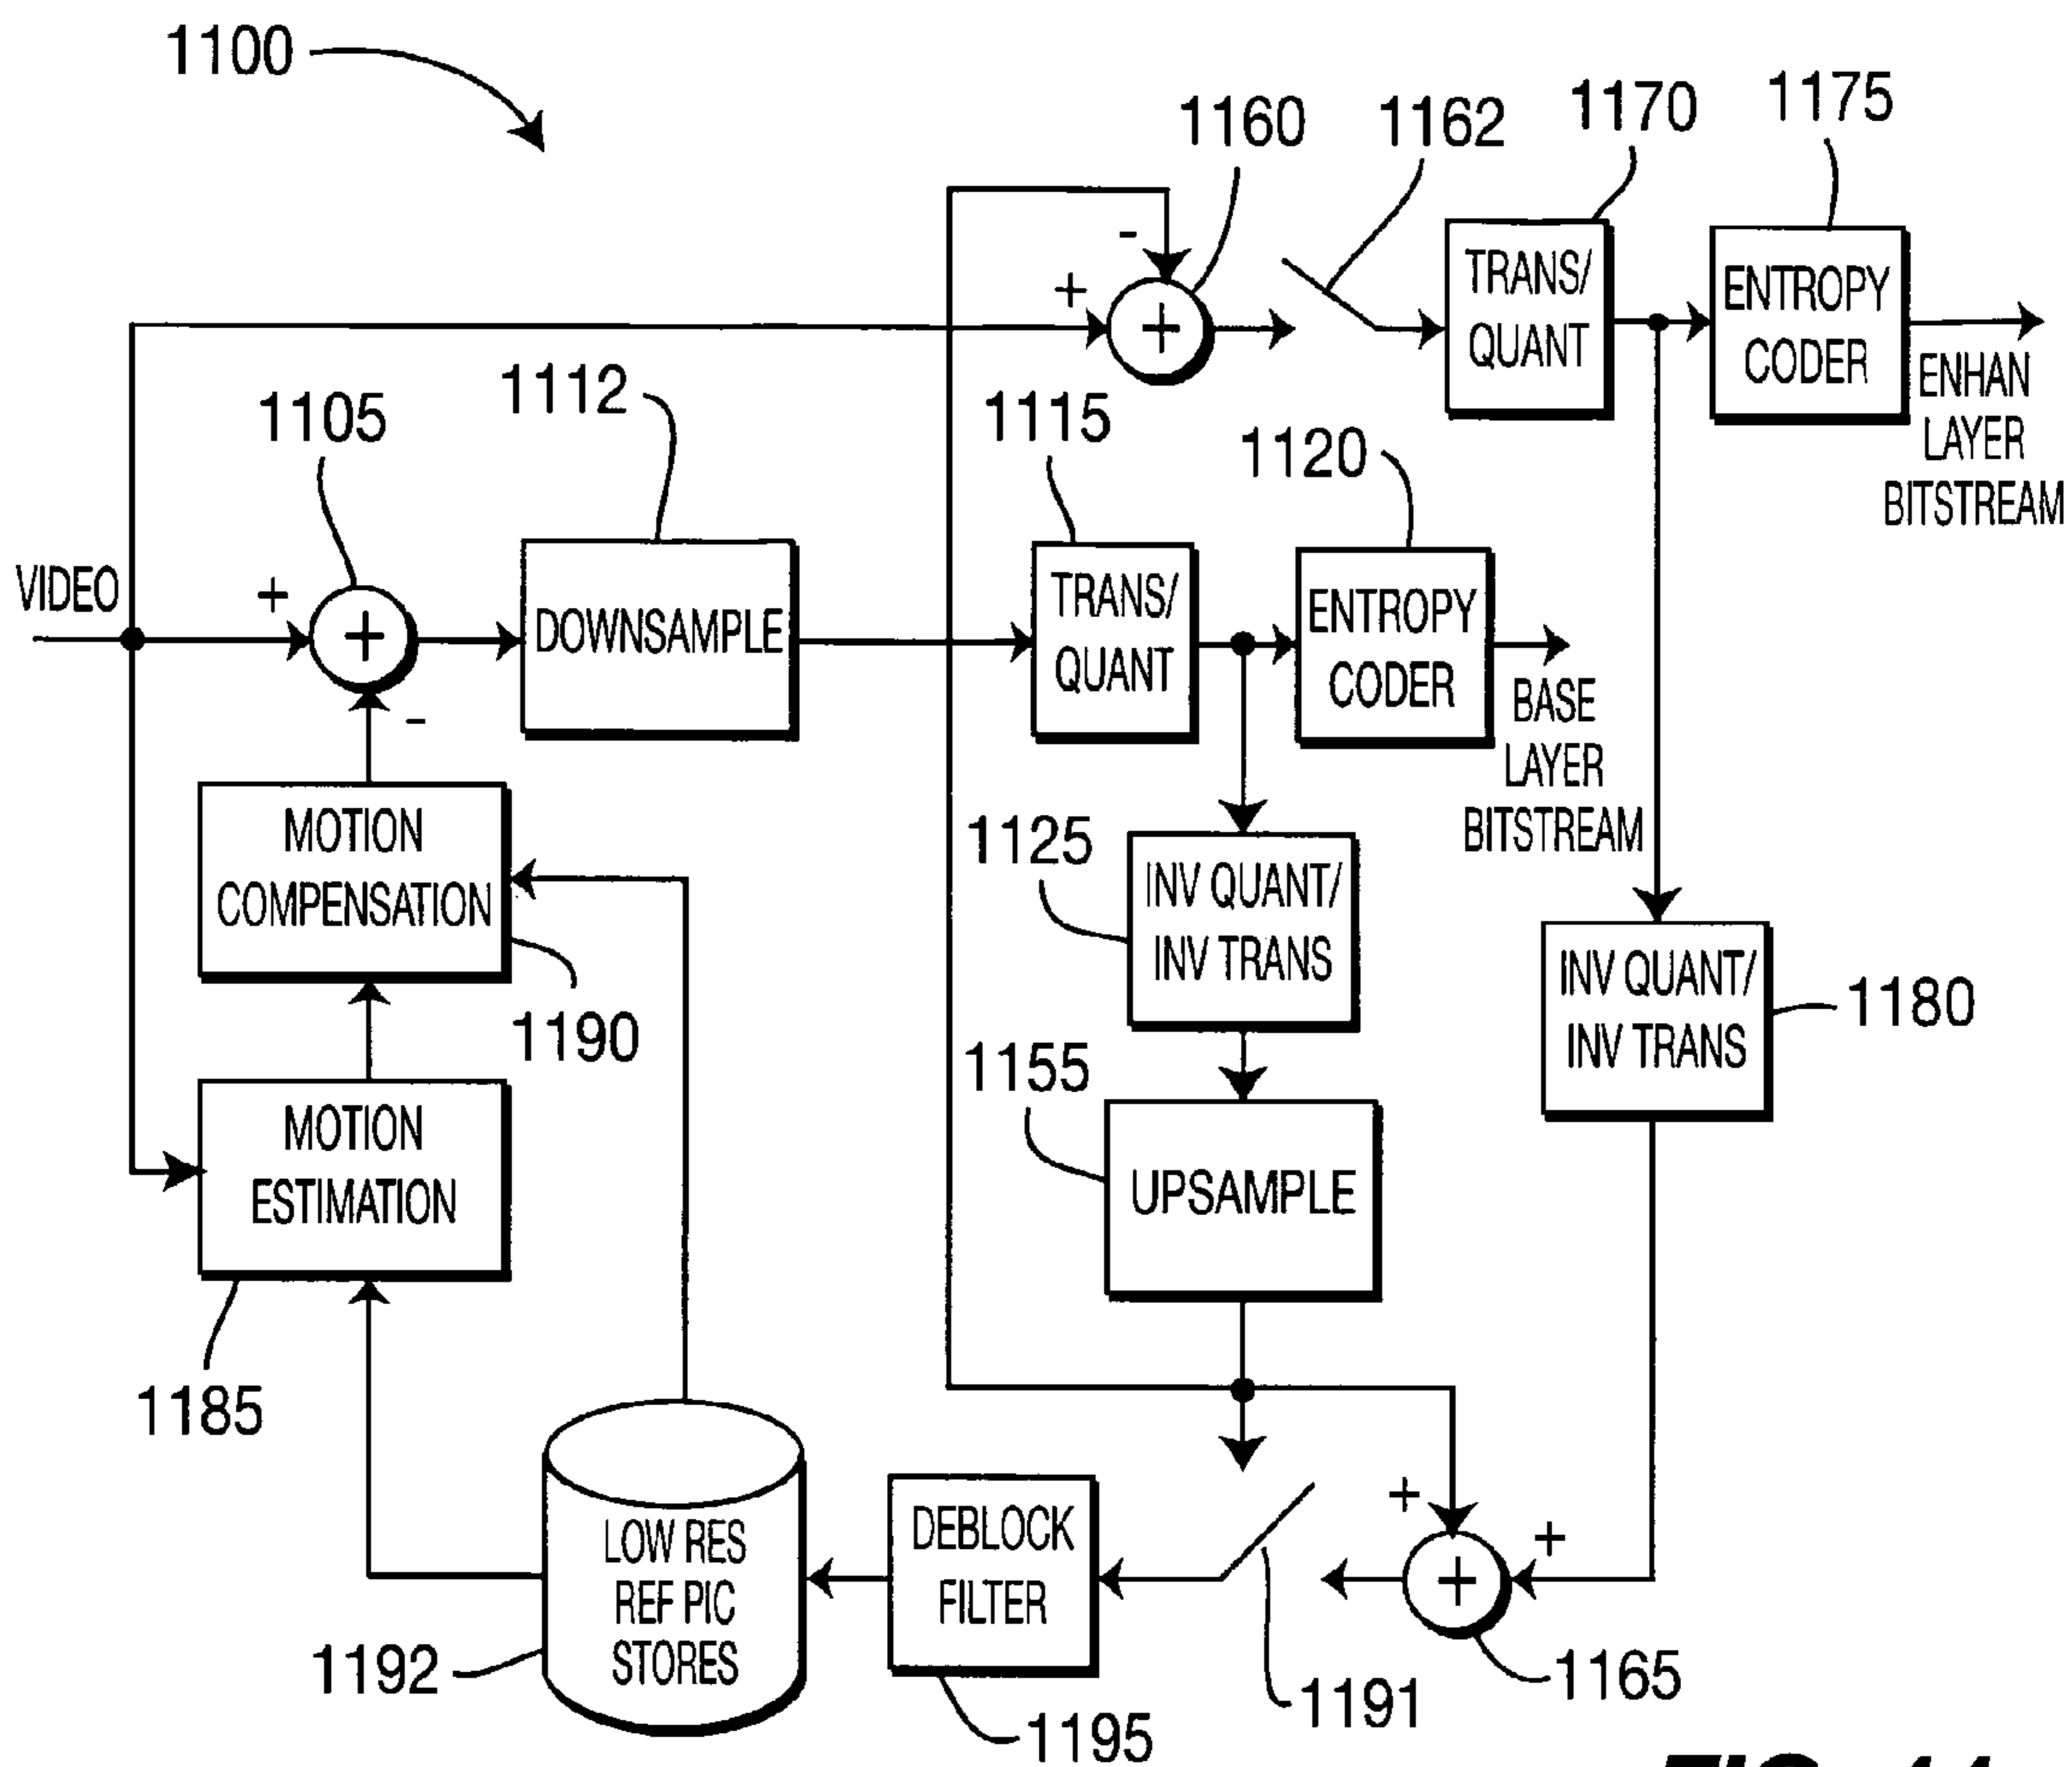 1100
1160
1162
1170
1175
-
+
+
TRANS/
QUANT
ENTROPY
CODER
ENHAN
LAYER
BITSTREAM
1105
1112
1115
1120
VIDEO
+
+
-
DOWNSAMPLE
TRANS/
QUANT
ENTROPY
CODER
BASE
LAYER
BITSTREAM
MOTION
COMPENSATION
1190
1125
INV QUANT/
INV TRANS
INV QUANT/
INV TRANS
1180
MOTION
ESTIMATION
1185
1155
UPSAMPLE
LOW RES
REF PIC
STORES
1192
DEBLOCK
FILTER
1195
1191
+
+
+
1165